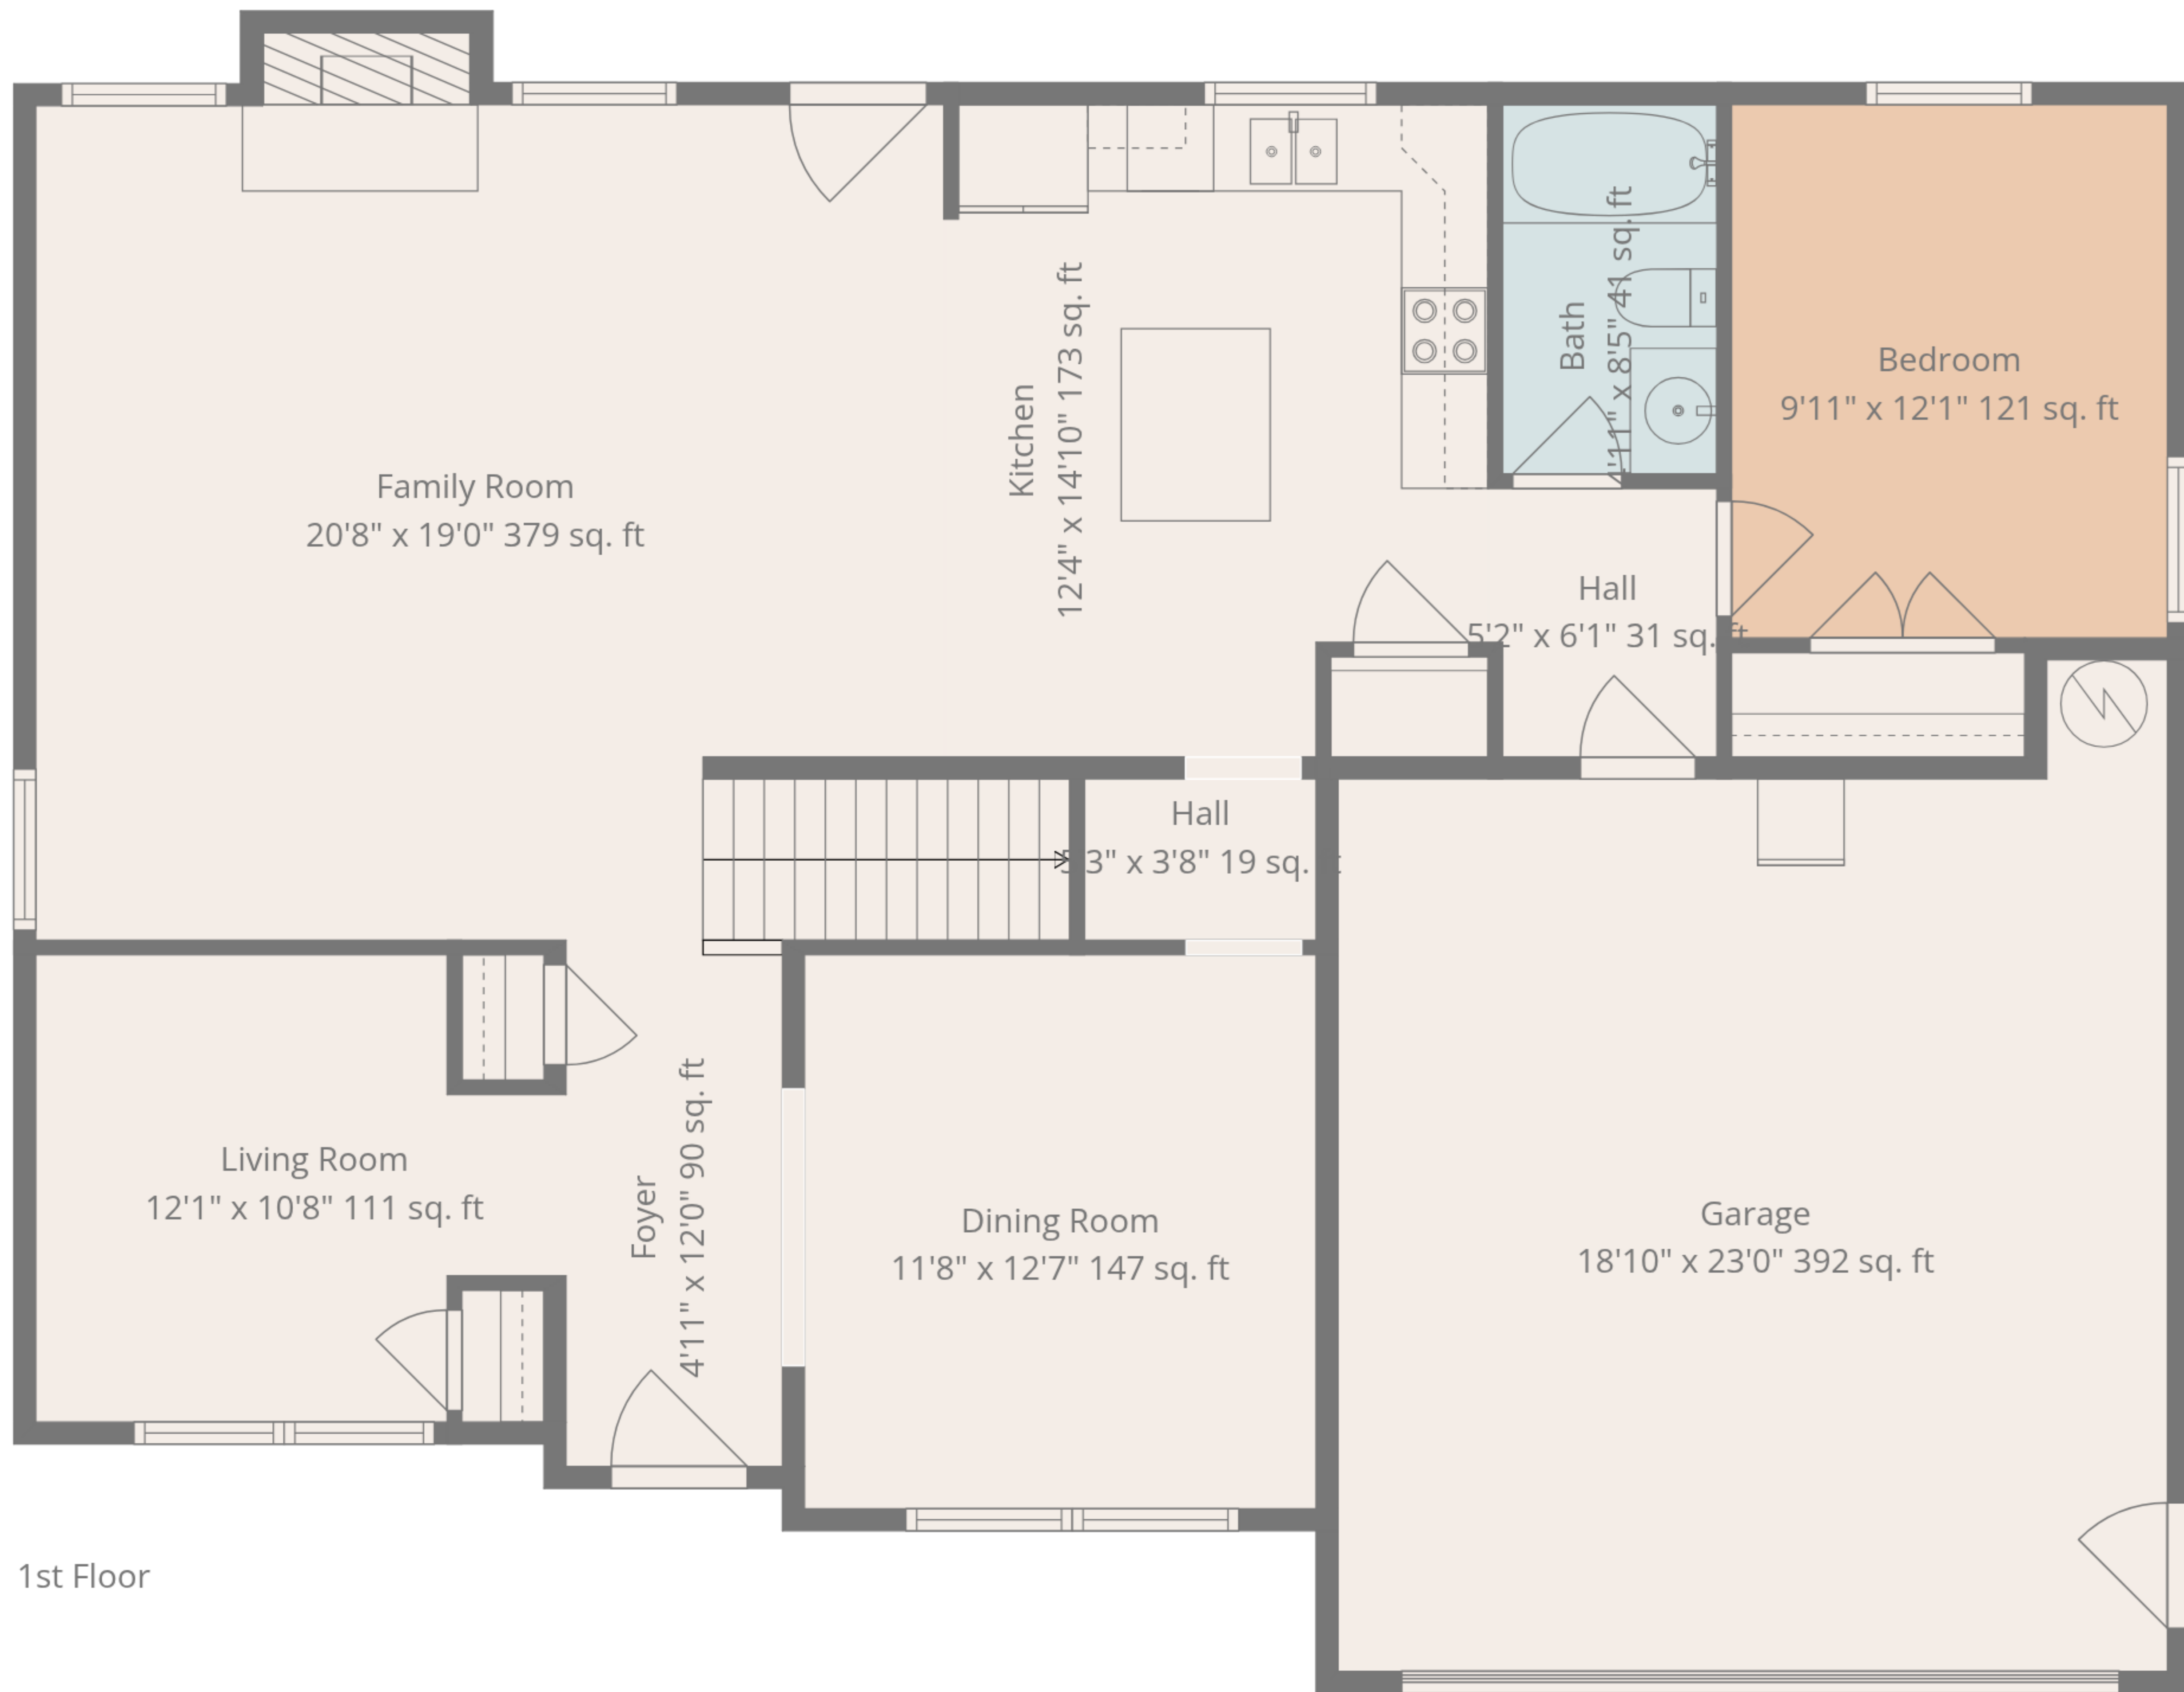 Family Room
20'8" x 19'0" 379 sq. ft
Kitchen
12'4" x 14'10" 173 sq. ft
Bath
4'11" x 8'5" 41 sq. ft
Bedroom
9'11" x 12'1" 121 sq. ft
Hall
5'2" x 6'1" 31 sq. ft
Hall
5'3" x 3'8" 19 sq. ft
Living Room
12'1" x 10'8" 111 sq. ft
Foyer
4'11" x 12'0" 90 sq. ft
Dining Room
11'8" x 12'7" 147 sq. ft
Garage
18'10" x 23'0" 392 sq. ft
1st Floor